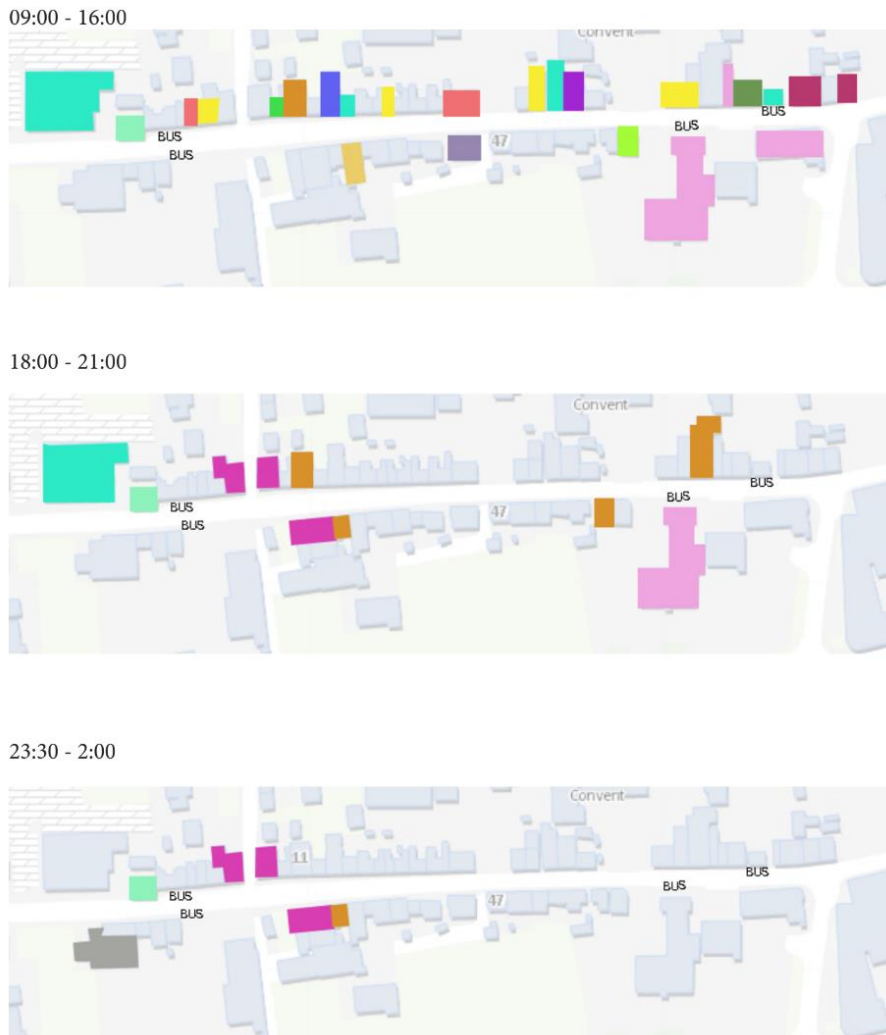 09:00 - 16:00
Convent
BUS
BUS
47
BUS
BUS
18:00 - 21:00
Convent
BUS
BUS
47
BUS
BUS
23:30 - 2:00
Convent
11
BUS
BUS
47
BUS
BUS